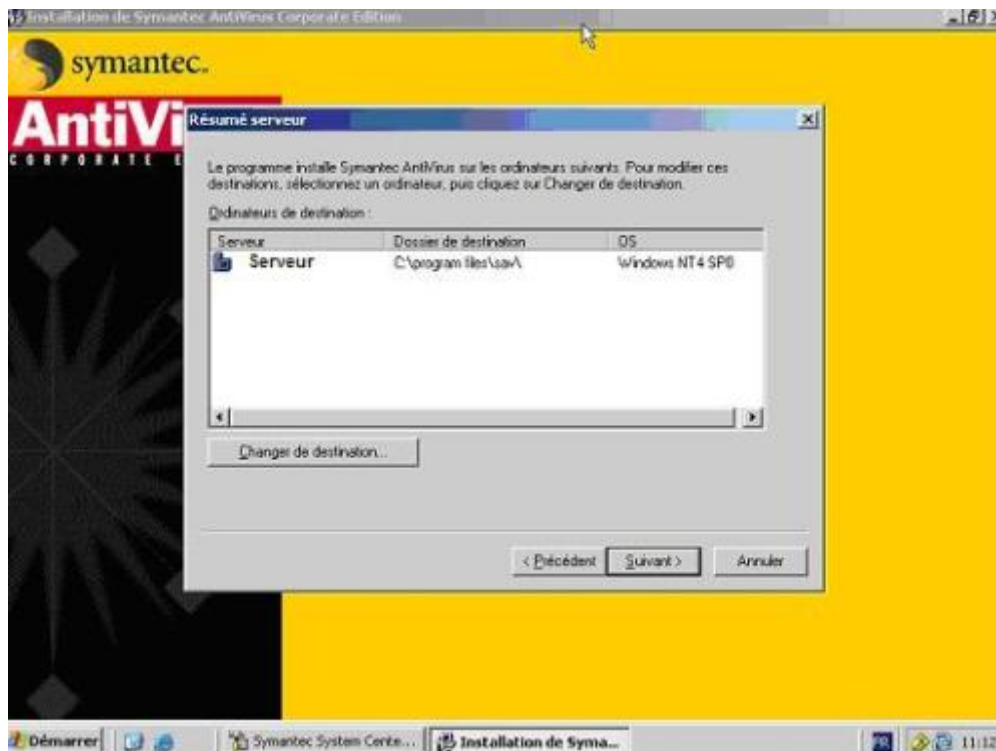 Installation de Symantec AntiVirus Corporate Edition
symantec.
AntiVi
CORPORATE E
Résumé serveur
Le programme installe Symantec AntiVirus sur les ordinateurs suivants. Pour modifier ces
destinations, sélectionnez un ordinateur, puis cliquez sur Changer de destination.
Ordinateurs de destination :
Serveur Dossier de destination OS
Serveur C:\program files\sav\ Windows NT4 SP0
Changer de destination...
< Précédent Suivant > Annuler
Démarrer Symantec System Cente... Installation de Syma... FR 11:12